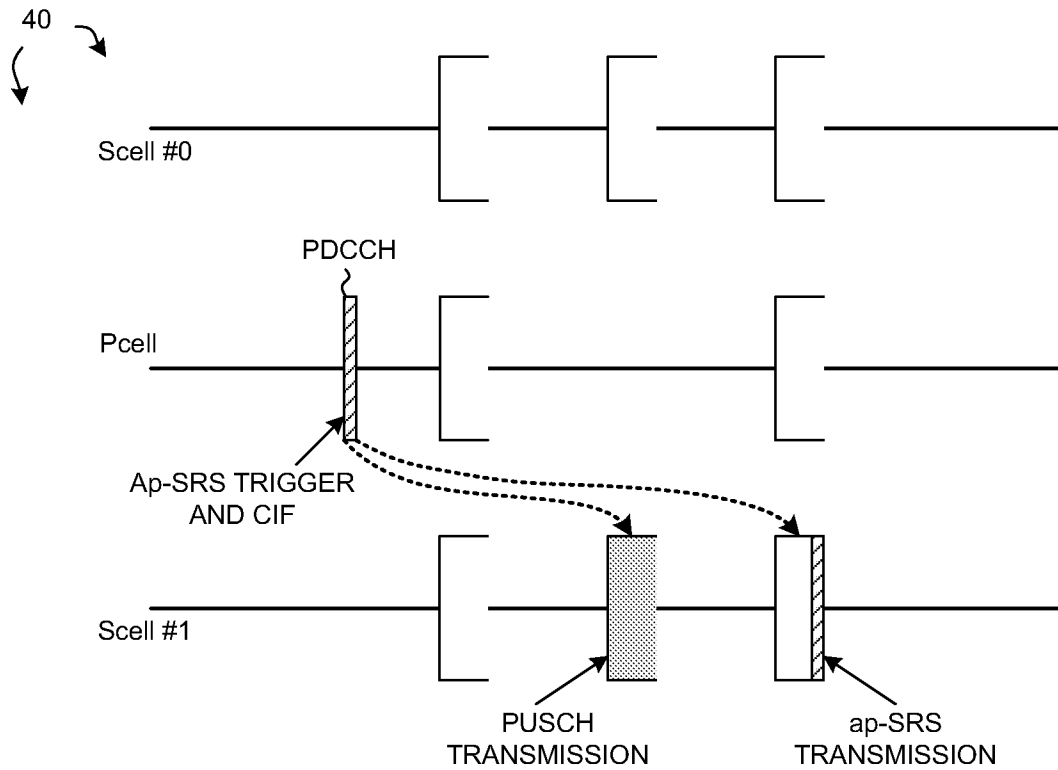 40
Scell #0
PDCCH
Pcell
Ap-SRS TRIGGER
AND CIF
Scell #1
PUSCH
TRANSMISSION
ap-SRS
TRANSMISSION